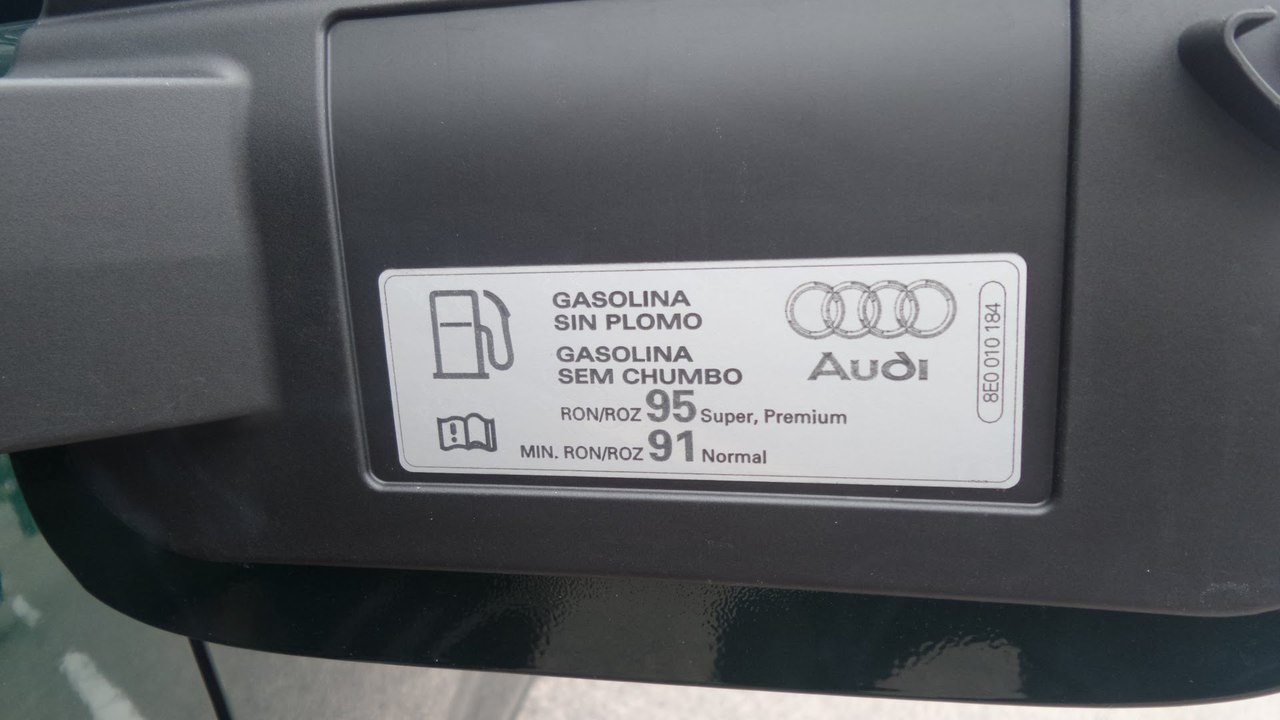 GASOLINA
SIN PLOMO
GASOLINA
SEM CHUMBO
RON/ROZ 95 Super, Premium
MIN. RON/ROZ 91 Normal
Audi
8E0 010 184